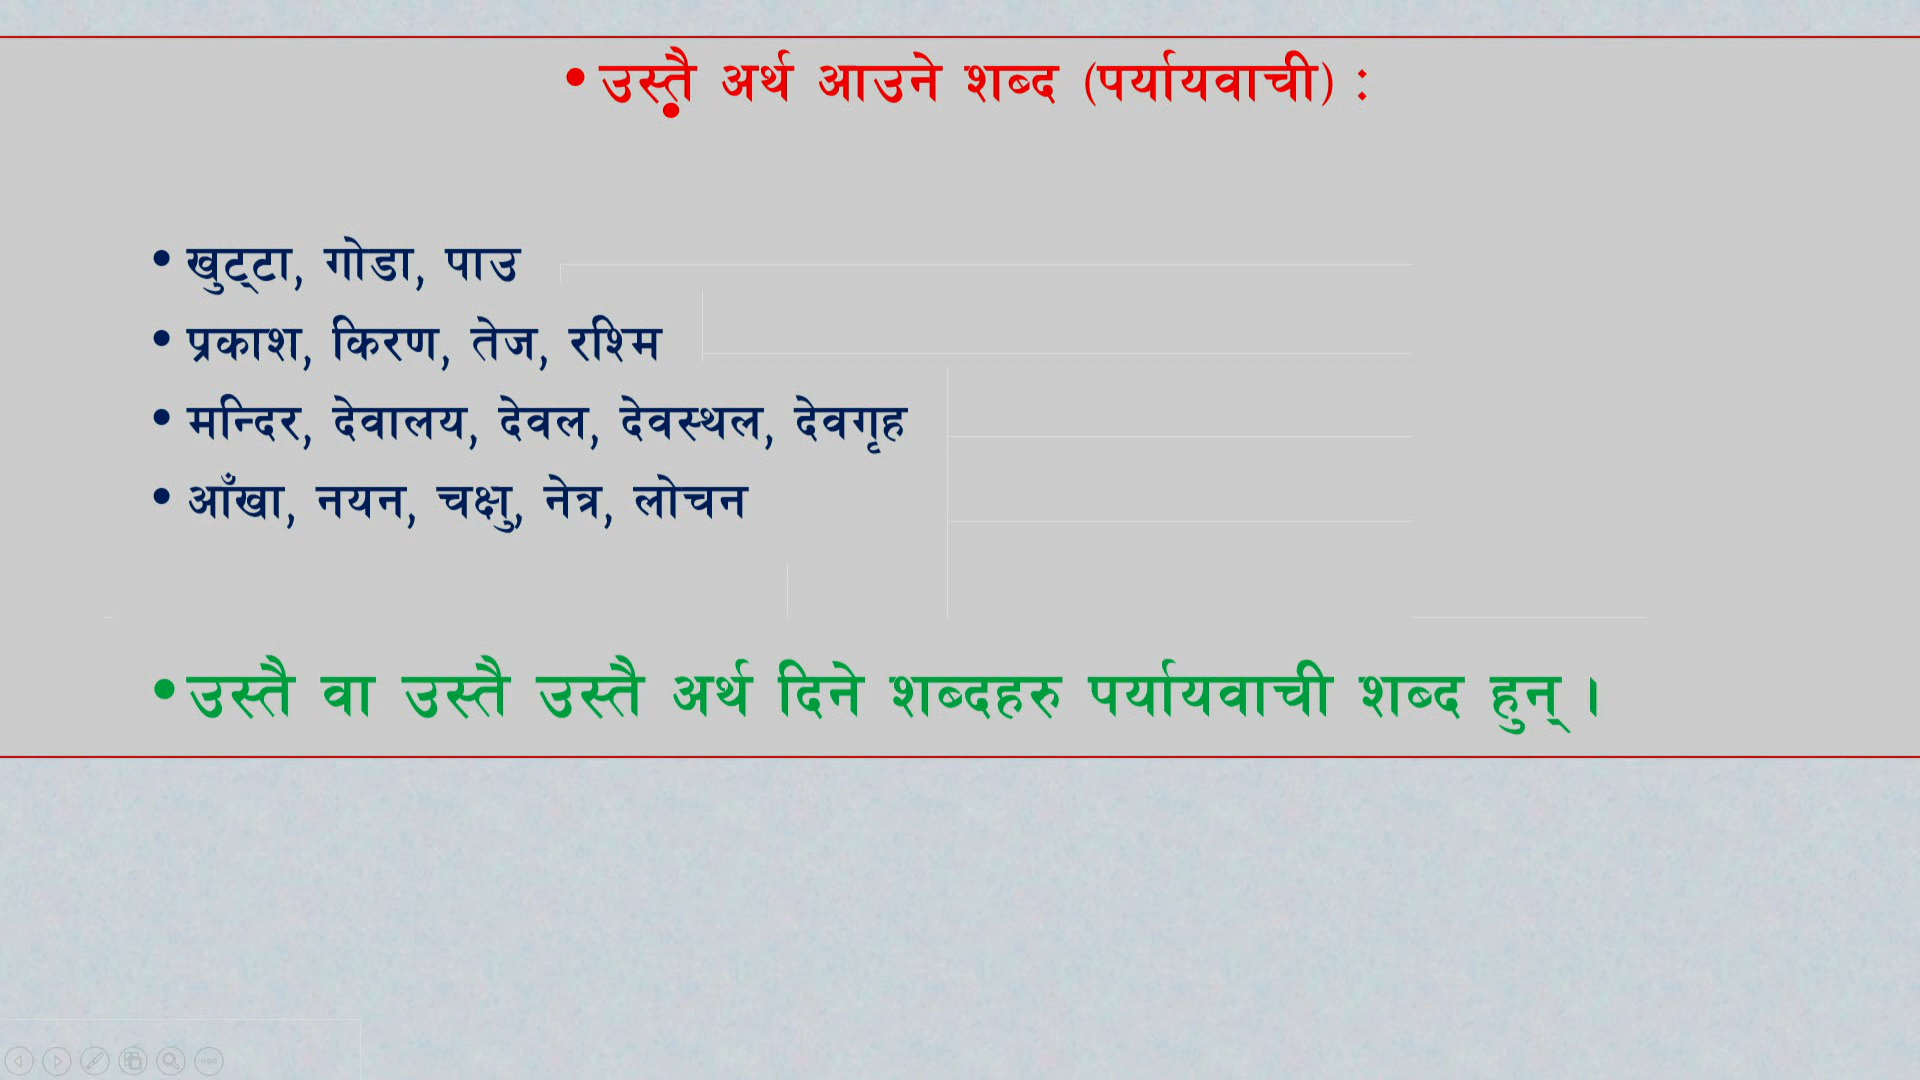 • उस्तै अर्थ आउने शब्द (पर्यायवाची) :
• खुट्टा, गोडा, पाउ
• प्रकाश, किरण, तेज, रश्मि
• मन्दिर, देवालय, देवल, देवस्थल, देवगृह
• आँखा, नयन, चक्षु, नेत्र, लोचन
• उस्तै वा उस्तै उस्तै अर्थ दिने शब्दहरु पर्यायवाची शब्द हुन् ।